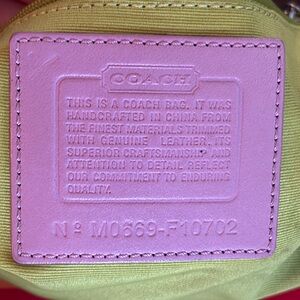 COACH
THIS IS A COACH BAG. IT WAS
HANDCRAFTED IN CHINA FROM
THE FINEST MATERIALS TRIMMED
WITH GENUINE LEATHER. ITS
SUPERIOR CRAFTSMANSHIP AND
ATTENTION TO DETAIL REFLECT
OUR COMMITMENT TO ENDURING
QUALITY.
Nº M0669-F10702